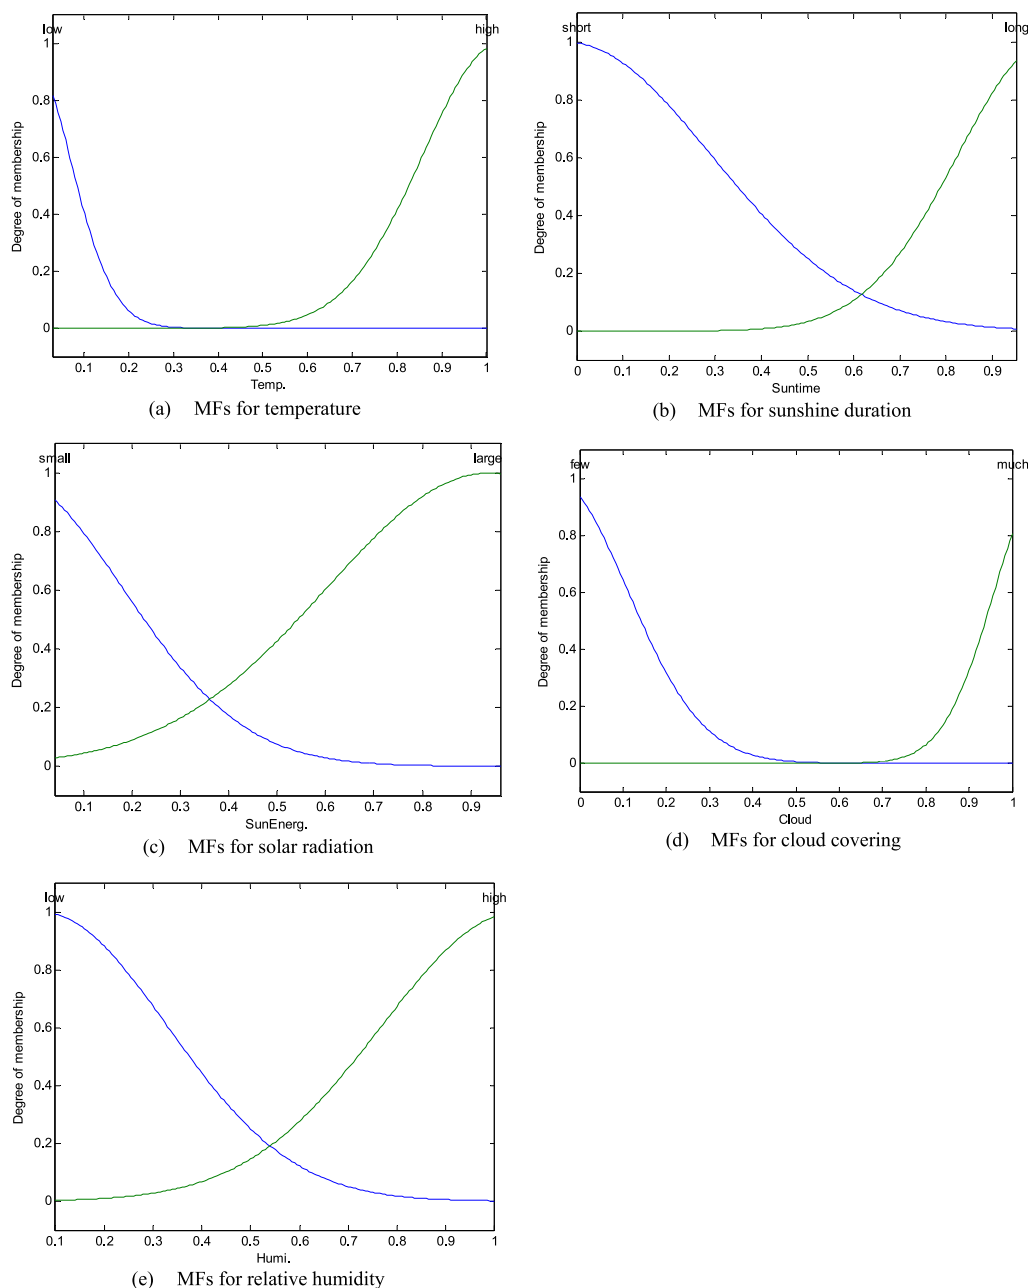 low high
1
0.8
0.6
0.4
0.2
0
Degree of membership
0.1 0.2 0.3 0.4 0.5 0.6 0.7 0.8 0.9 1
Temp.
(a) MFs for temperature
short long
1
0.8
0.6
0.4
0.2
0
Degree of membership
0 0.1 0.2 0.3 0.4 0.5 0.6 0.7 0.8 0.9
Suntime
(b) MFs for sunshine duration
small large
1
0.8
0.6
0.4
0.2
0
Degree of membership
0.1 0.2 0.3 0.4 0.5 0.6 0.7 0.8 0.9
SunEnerg.
(c) MFs for solar radiation
few much
1
0.8
0.6
0.4
0.2
0
Degree of membership
0 0.1 0.2 0.3 0.4 0.5 0.6 0.7 0.8 0.9 1
Cloud
(d) MFs for cloud covering
low high
1
0.8
0.6
0.4
0.2
0
Degree of membership
0.1 0.2 0.3 0.4 0.5 0.6 0.7 0.8 0.9 1
Humi.
(e) MFs for relative humidity